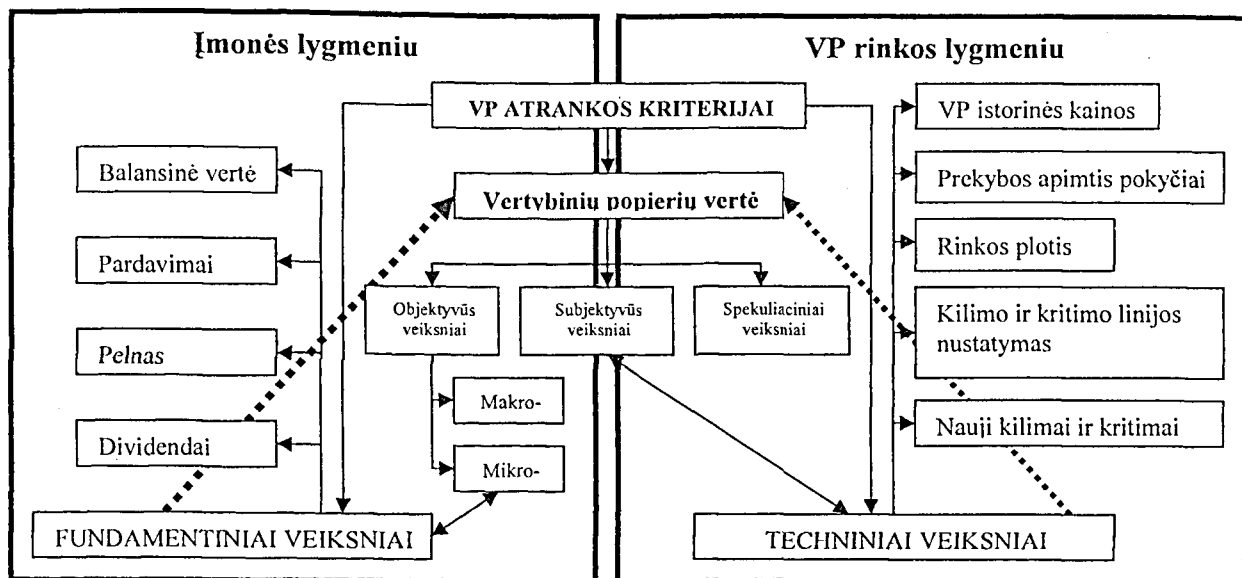 Įmonės lygmeniu
VP rinkos lygmeniu
VP ATRANKOS KRITERIJAI
Vertybinių popierių vertė
Balansinė vertė
Pardavimai
Pelnas
Dividendai
Objektyvūs
veiksniai
Subjektyvūs
veiksniai
Spekuliaciniai
veiksniai
Makro-
Mikro-
VP istorinės kainos
Prekybos apimtis pokyčiai
Rinkos plotis
Kilimo ir kritimo linijos
nustatymas
Nauji kilimai ir kritimai
FUNDAMENTINIAI VEIKSNIAI
TECHNINIAI VEIKSNIAI